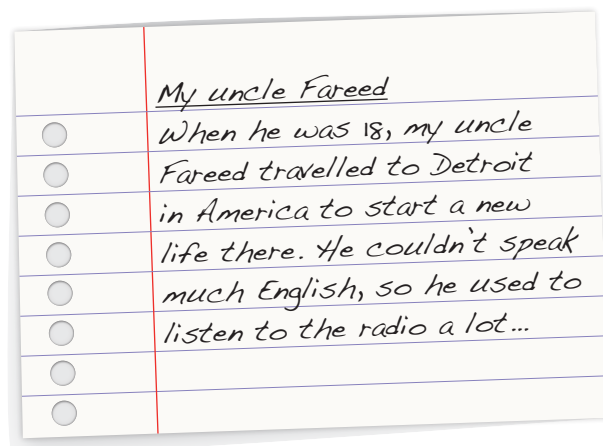 My uncle Fareed
When he was 18, my uncle
Fareed travelled to Detroit
in America to start a new
life there. He couldn't speak
much English, so he used to
listen to the radio a lot...